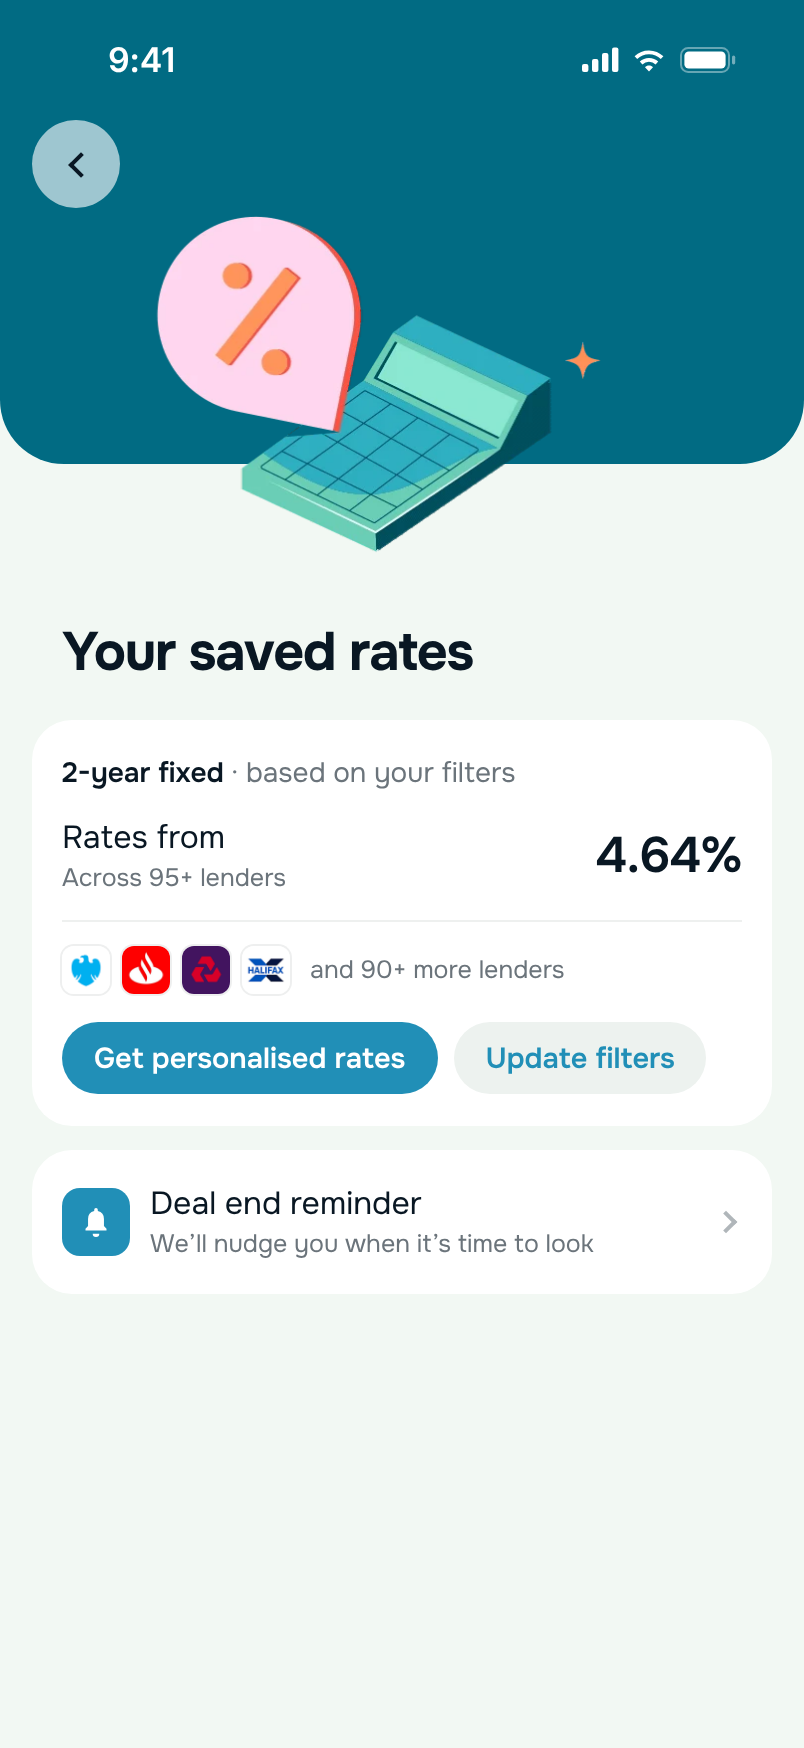 9:41
%
Your saved rates
2-year fixed · based on your filters
Rates from
4.64%
Across 95+ lenders
HALIFAX
and 90+ more lenders
Get personalised rates
Update filters
Deal end reminder
We’ll nudge you when it’s time to look